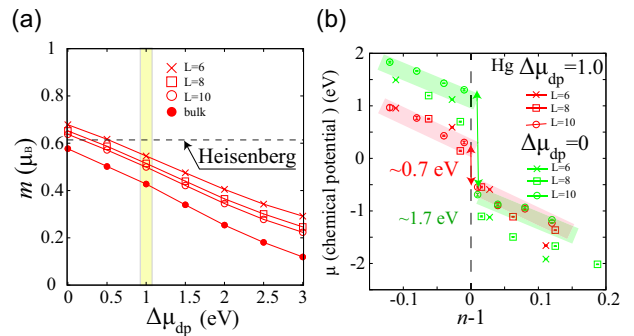 (a)
1
0.8
0.6
0.4
0.2
0
m (μB)
L=6
L=8
L=10
bulk
Heisenberg
0 0.5 1 1.5 2 2.5 3
Δμdp (eV)
(b)
2
1
0
-1
-2
μ (chemical potential) (eV)
Hg Δμdp=1.0
L=6
L=8
L=10
Δμdp=0
L=6
L=8
L=10
~0.7 eV
~1.7 eV
-0.1 0 0.1 0.2
n-1